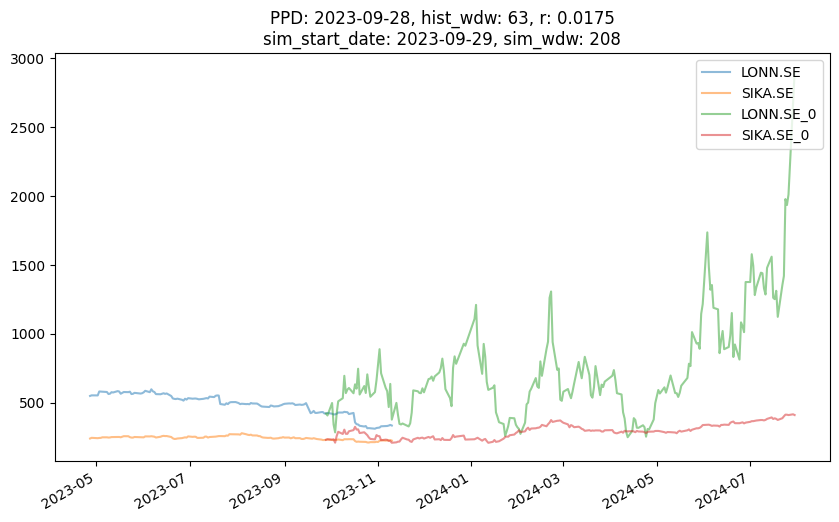 PPD: 2023-09-28, hist_wdw: 63, r: 0.0175
sim_start_date: 2023-09-29, sim_wdw: 208
3000
2500
2000
1500
1000
500
LONN.SE
SIKA.SE
LONN.SE_0
SIKA.SE_0
2023-05
2023-07
2023-09
2023-11
2024-01
2024-03
2024-05
2024-07